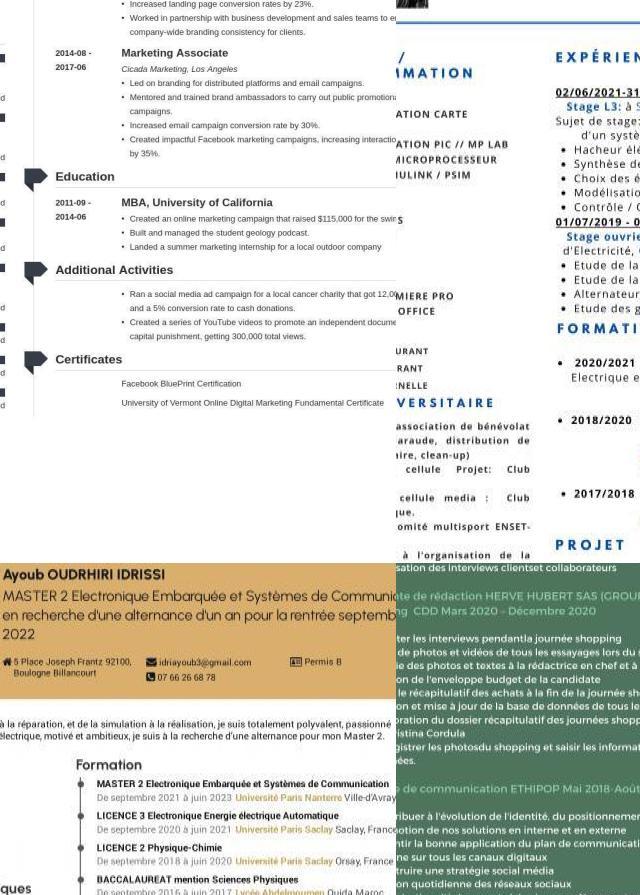 Increased landing page conversion rates by 23%.
Worked in partnership with business development and sales teams to
company-wide branding consistency for clients.
2014-08 -
2017-06
Marketing Associate
Cicada Marketing, Los Angeles
Led on branding for distributed platforms and email campaigns.
Mentored and trained brand ambassadors to carry out public
campaigns.
Increased email campaign conversion rate by 30%.
Created impactful Facebook marketing campaigns, increasing
by 35%.
Education
2011-09 -
2014-06
MBA, University of California
Created an online marketing campaign that raised $115,000 for the
Built and managed the student geology podcast.
Landed a summer marketing internship for a local outdoor company
Additional Activities
Ran a social media ad campaign for a local cancer charity that got
and a 5% conversion rate to cash donations.
Created a series of YouTube videos to promote an independent
capital punishment, getting 300,000 total views.
Certificates
Facebook BluePrint Certification
University of Vermont Online Digital Marketing Fundamental Certificate
/
MMATION
ATION CARTE
ATION PIC // MP LAB
MICROPROCESSEUR
MULINK / PSIM
S
MIERE PRO
OFFICE
URANT
RANT
NELLE
VERSITAIRE
association de bénévolat
araude, distribution de
aire, clean-up)
cellule Projet: Club
cellule media : Club
que.
omité multisport ENSET-
à l'organisation de la
EXPÉRIEN
02/06/2021-31
Stage L3: à
Sujet de stage:
d'un systè
Hacheur élé
Synthèse de
Choix des é
Modélisatio
Contrôle / C
01/07/2019 - 0
Stage ouvrie
d'Electricité,
Etude de la
Etude de la
Alternateur
Etude des g
FORMATI
2020/2021
Electrique e
2018/2020
2017/2018
PROJET
Ayoub OUDRHIRI IDRISSI
MASTER 2 Electronique Embarquée et Systèmes de Communic
en recherche d'une alternance d'un an pour la rentrée septemb
2022
5 Place Joseph Frantz 92100,
Boulogne Billancourt
idriayoub3@gmail.com
07 66 26 68 78
Permis B
à la réparation, et de la simulation à la réalisation, je suis totalement polyvalent, passionné
électrique, motivé et ambitieux, je suis à la recherche d'une alternance pour mon Master 2.
Formation
MASTER 2 Electronique Embarquée et Systèmes de Communication
De septembre 2021 à juin 2023 Université Paris Nanterre Ville-d'Avray
LICENCE 3 Electronique Energie électrique Automatique
De septembre 2020 à juin 2021 Université Paris Saclay Saclay, France
LICENCE 2 Physique-Chimie
De septembre 2018 à juin 2020 Université Paris Saclay Orsay, France
BACCALAUREAT mention Sciences Physiques
De septembre 2016 à juin 2017 Lycée Abdelmoumen Oujda Maroc
ques
sation des interviews clientset collaborateurs
te de rédaction HERVE HUBERT SAS (GROU
ng CDD Mars 2020 - Décembre 2020
ter les interviews pendantla journée shopping
de photos et vidéos de tous les essayages lors du
ie des photos et textes à la rédactrice en chef et à
on de l'enveloppe budget de la candidate
le récapitulatif des achats à la fin de la journée
on et mise à jour de la base de données de tous
oration du dossier récapitulatif des journées
istina Cordula
gistrer les photosdu shopping et saisir les
ées.
e de communication ETHIPOP Mai 2018-Août
ribuer à l'évolution de l'identité, du
otion de nos solutions en interne et en externe
ntir la bonne application du plan de
ne sur tous les canaux digitaux
truire une stratégie social média
on quotidienne des réseaux sociaux